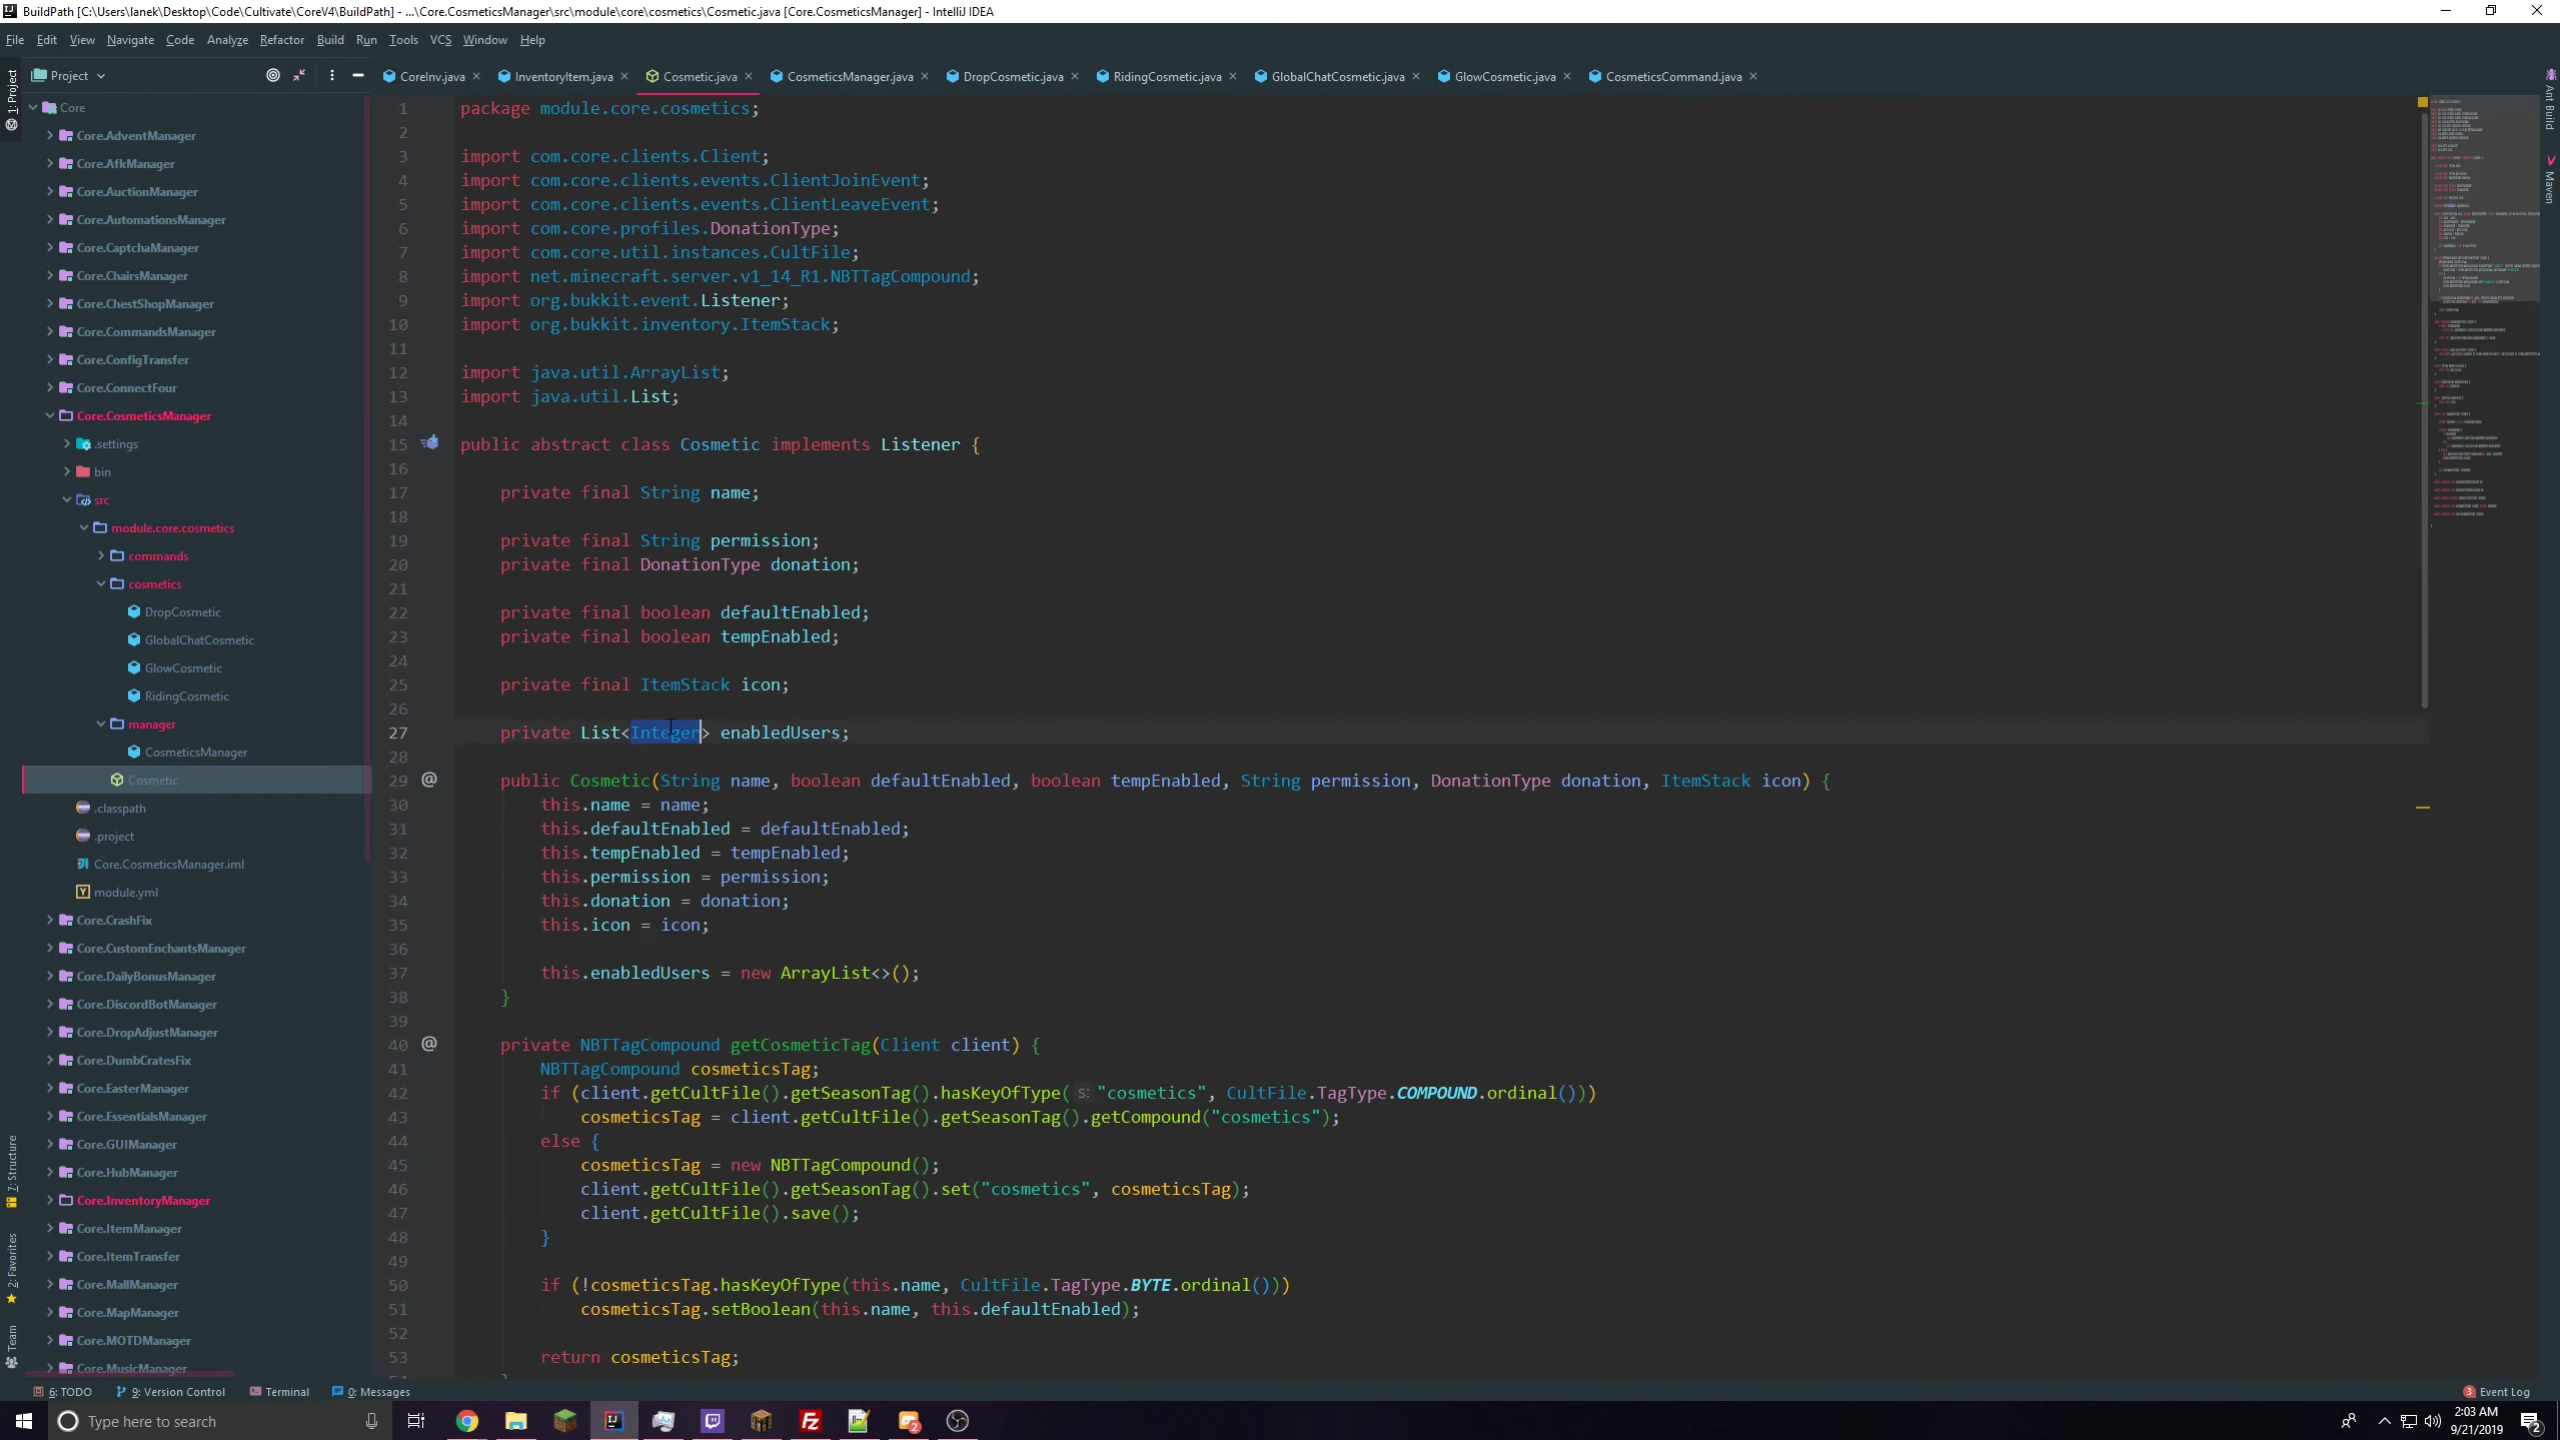 BuildPath [C:\Users\lanek\Desktop\Code\Cultivate\CoreV4\BuildPath] - ...\Core.CosmeticsManager\src\module\core\cosmetics\Cosmetic.java [Core.CosmeticsManager] - IntelliJ IDEA
File Edit View Navigate Code Analyze Refactor Build Run Tools VCS Window Help
Project
CoreInv.java InventoryItem.java Cosmetic.java CosmeticsManager.java DropCosmetic.java RidingCosmetic.java GlobalChatCosmetic.java GlowCosmetic.java CosmeticsCommand.java
1: Project
Core
Core.AdventManager
Core.AfkManager
Core.AuctionManager
Core.AutomationsManager
Core.CaptchaManager
Core.ChairsManager
Core.ChestShopManager
Core.CommandsManager
Core.ConfigTransfer
Core.ConnectFour
Core.CosmeticsManager
.settings
bin
src
module.core.cosmetics
commands
cosmetics
DropCosmetic
GlobalChatCosmetic
GlowCosmetic
RidingCosmetic
manager
CosmeticsManager
Cosmetic
.classpath
.project
Core.CosmeticsManager.iml
module.yml
Core.CrashFix
Core.CustomEnchantsManager
Core.DailyBonusManager
Core.DiscordBotManager
Core.DropAdjustManager
Core.DumbCratesFix
Core.EasterManager
Core.EssentialsManager
Core.GUIManager
Core.HubManager
Core.InventoryManager
Core.ItemManager
Core.ItemTransfer
Core.MallManager
Core.MapManager
Core.MOTDManager
Core.MusicManager
7: Structure
2: Favorites
Team
1 package module.core.cosmetics;
2
3 import com.core.clients.Client;
4 import com.core.clients.events.ClientJoinEvent;
5 import com.core.clients.events.ClientLeaveEvent;
6 import com.core.profiles.DonationType;
7 import com.core.util.instances.CultFile;
8 import net.minecraft.server.v1_14_R1.NBTTagCompound;
9 import org.bukkit.event.Listener;
10 import org.bukkit.inventory.ItemStack;
11
12 import java.util.ArrayList;
13 import java.util.List;
14
15 public abstract class Cosmetic implements Listener {
16
17 private final String name;
18
19 private final String permission;
20 private final DonationType donation;
21
22 private final boolean defaultEnabled;
23 private final boolean tempEnabled;
24
25 private final ItemStack icon;
26
27 private List<Integer> enabledUsers;
28
29 @ public Cosmetic(String name, boolean defaultEnabled, boolean tempEnabled, String permission, DonationType donation, ItemStack icon) {
30 this.name = name;
31 this.defaultEnabled = defaultEnabled;
32 this.tempEnabled = tempEnabled;
33 this.permission = permission;
34 this.donation = donation;
35 this.icon = icon;
36
37 this.enabledUsers = new ArrayList<>();
38 }
39
40 @ private NBTTagCompound getCosmeticTag(Client client) {
41 NBTTagCompound cosmeticsTag;
42 if (client.getCultFile().getSeasonTag().hasKeyOfType( s: "cosmetics", CultFile.TagType.COMPOUND.ordinal()))
43 cosmeticsTag = client.getCultFile().getSeasonTag().getCompound("cosmetics");
44 else {
45 cosmeticsTag = new NBTTagCompound();
46 client.getCultFile().getSeasonTag().set("cosmetics", cosmeticsTag);
47 client.getCultFile().save();
48 }
49
50 if (!cosmeticsTag.hasKeyOfType(this.name, CultFile.TagType.BYTE.ordinal()))
51 cosmeticsTag.setBoolean(this.name, this.defaultEnabled);
52
53 return cosmeticsTag;
Ant Build
Maven
6: TODO 9: Version Control Terminal 0: Messages
3 Event Log
Type here to search
2:03 AM
9/21/2019
2